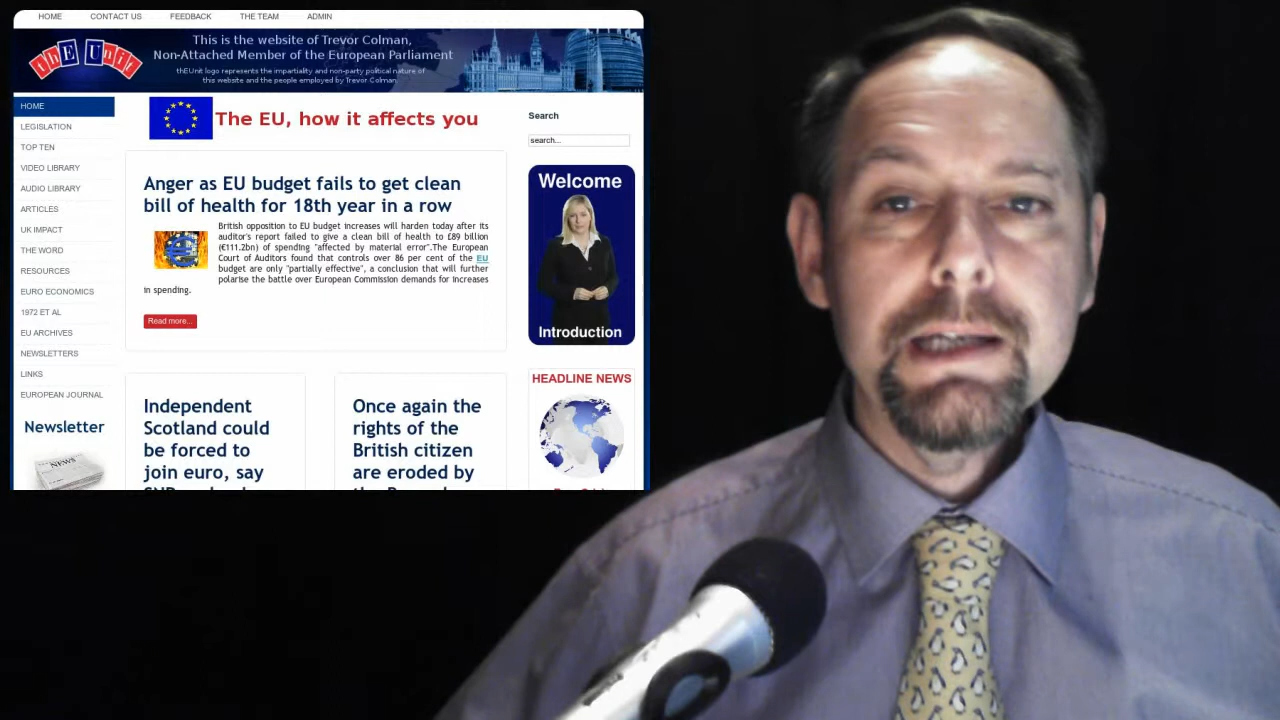 HOME CONTACT US FEEDBACK THE TEAM ADMIN
thEUnit
This is the website of Trevor Colman,
Non-Attached Member of the European Parliament
thEUnit logo represents the impartiality and non-party political nature of
this website and the people employed by Trevor Colman.
HOME
LEGISLATION
TOP TEN
VIDEO LIBRARY
AUDIO LIBRARY
ARTICLES
UK IMPACT
THE WORD
RESOURCES
EURO ECONOMICS
1972 ET AL
EU ARCHIVES
NEWSLETTERS
LINKS
EUROPEAN JOURNAL
Newsletter
NEWS
The EU, how it affects you
Anger as EU budget fails to get clean
bill of health for 18th year in a row
British opposition to EU budget increases will harden today after its
auditor's report failed to give a clean bill of health to £89 billion
(€111.2bn) of spending "affected by material error".The European
Court of Auditors found that controls over 86 per cent of the EU
budget are only "partially effective", a conclusion that will further
polarise the battle over European Commission demands for increases
in spending.
Read more...
Independent
Scotland could
be forced to
join euro, say
Once again the
rights of the
British citizen
are eroded by
Search
search...
Welcome
Introduction
HEADLINE NEWS